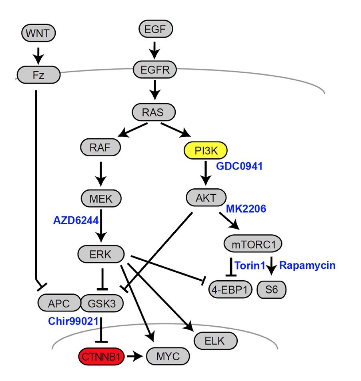 WNT
EGF
Fz
EGFR
RAS
RAF
PI3K
GDC0941
MEK
AKT
AZD6244
MK2206
ERK
mTORC1
Torin1
Rapamycin
APC
GSK3
4-EBP1
S6
Chir99021
ELK
CTNNB1
MYC